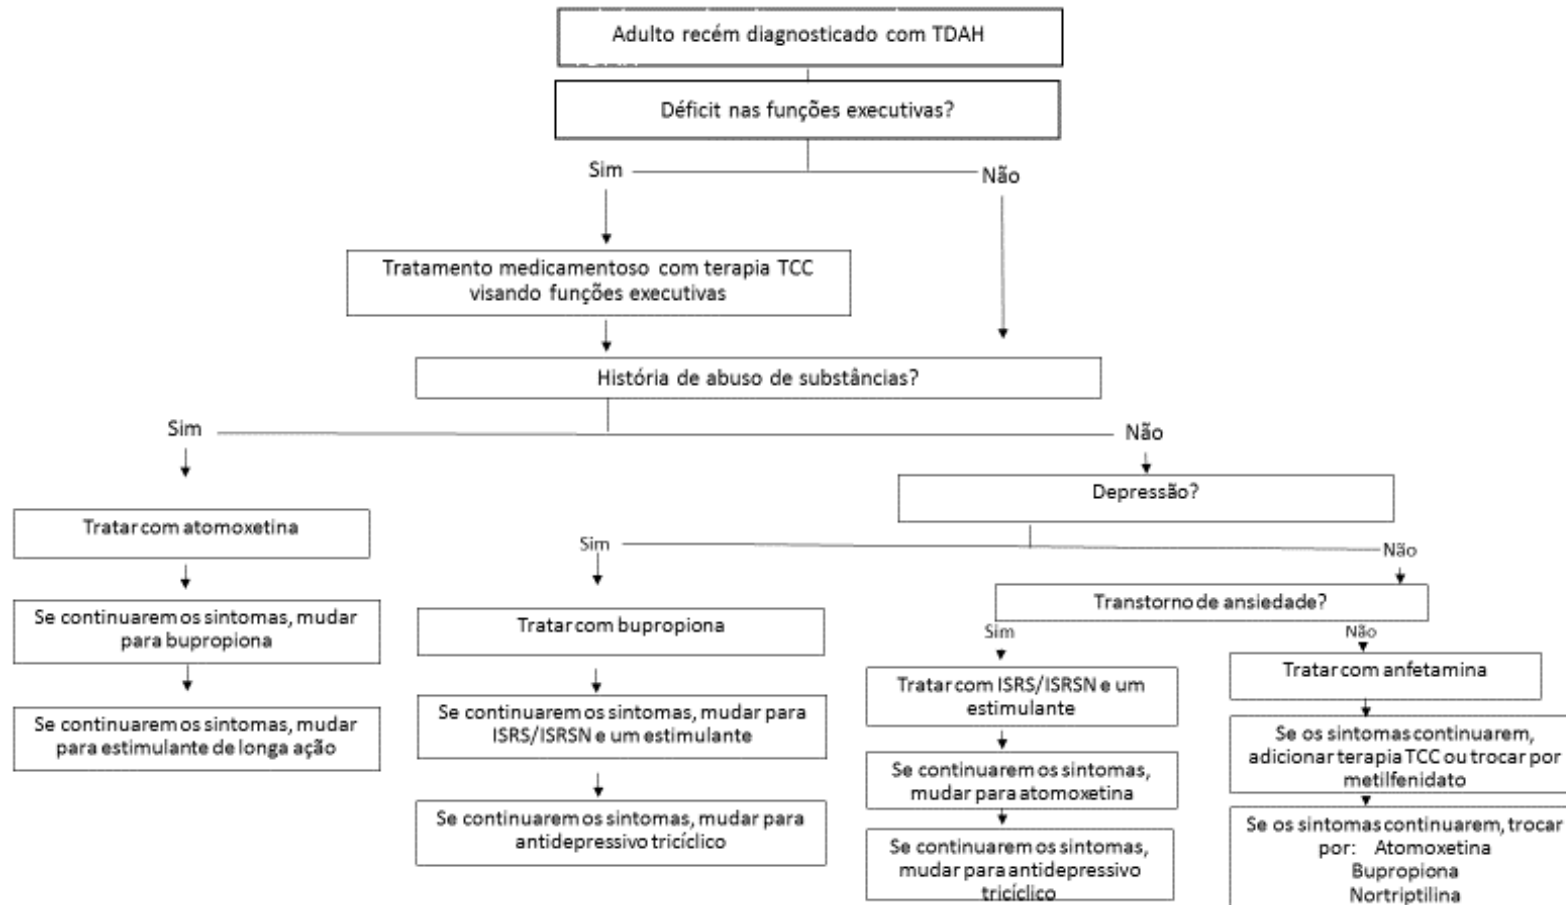 Adulto recém diagnosticado com TDAH
Déficit nas funções executivas?
Sim
Não
Tratamento medicamentoso com terapia TCC
visando funções executivas
História de abuso de substâncias?
Sim
Não
Depressão?
Tratar com atomoxetina
Sim
Não
Se continuarem os sintomas, mudar
para bupropiona
Tratar com bupropiona
Transtorno de ansiedade?
Sim
Não
Se continuarem os sintomas, mudar
para estimulante de longa ação
Se continuarem os sintomas, mudar para
ISRS/ISRSN e um estimulante
Tratar com ISRS/ISRSN e um
estimulante
Tratar com anfetamina
Se continuarem os sintomas, mudar para
antidepressivo tricíclico
Se continuarem os sintomas,
mudar para atomoxetina
Se os sintomas continuarem,
adicionar terapia TCC ou trocar por
metilfenidato
Se continuarem os sintomas,
mudar para antidepressivo
tricíclico
Se os sintomas continuarem, trocar
por: Atomoxetina
Bupropiona
Nortriptilina